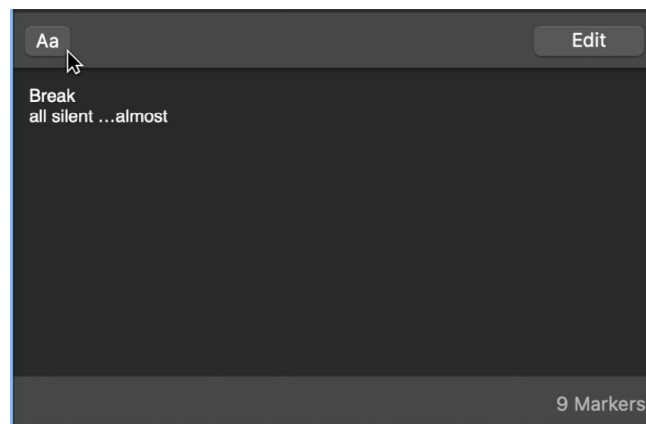 Aa
Edit
Break
all silent …almost
9 Markers